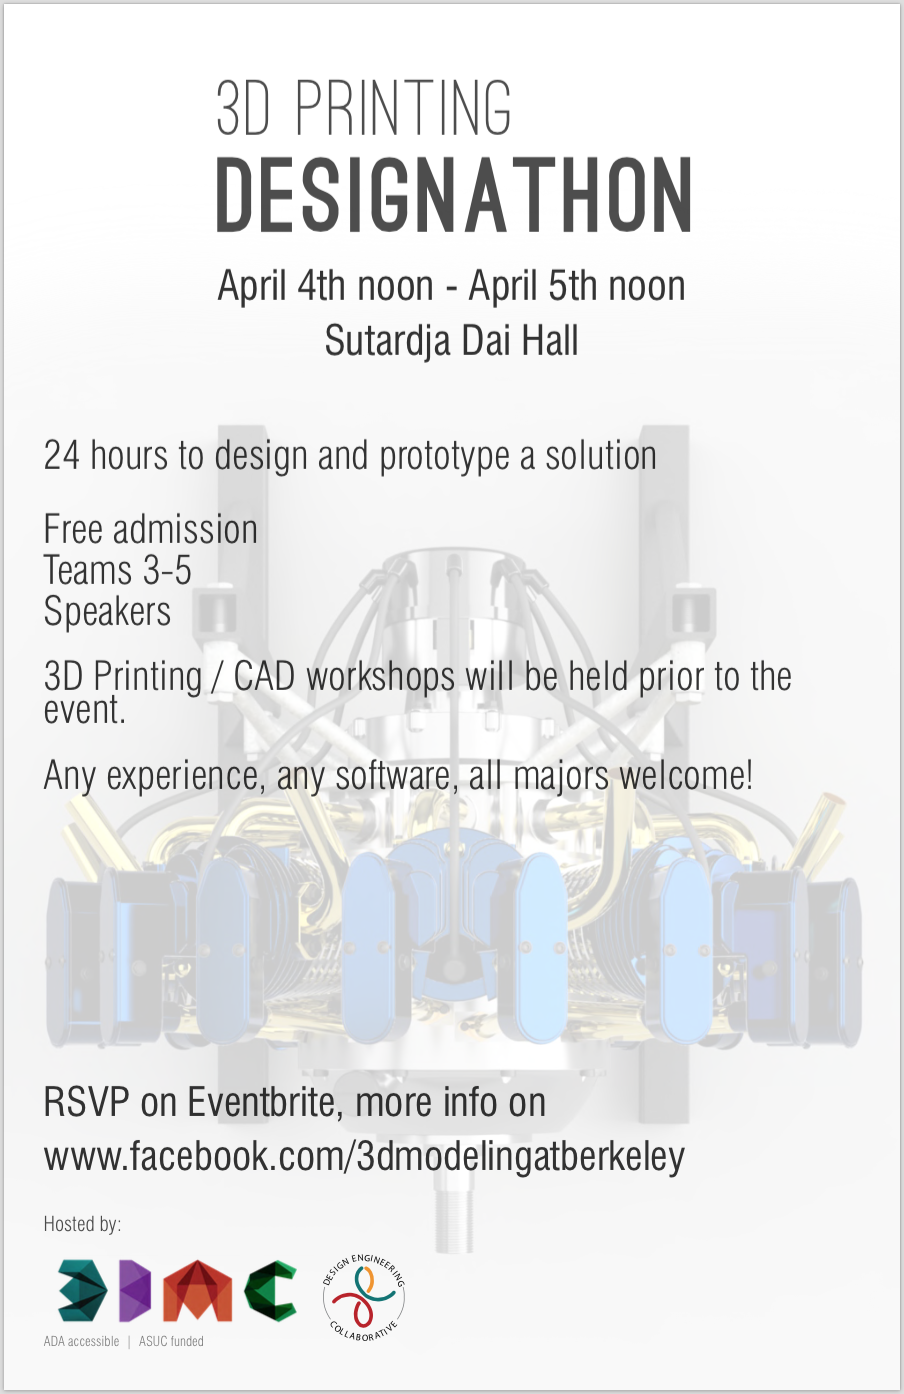 3D PRINTING
DESIGNATHON
April 4th noon - April 5th noon
Sutardja Dai Hall
24 hours to design and prototype a solution
Free admission
Teams 3-5
Speakers
3D Printing / CAD workshops will be held prior to the
event.
Any experience, any software, all majors welcome!
RSVP on Eventbrite, more info on
www.facebook.com/3dmodelingatberkeley
Hosted by:
3DMC
DESIGN ENGINEERING
COLLABORATIVE
ADA accessible | ASUC funded